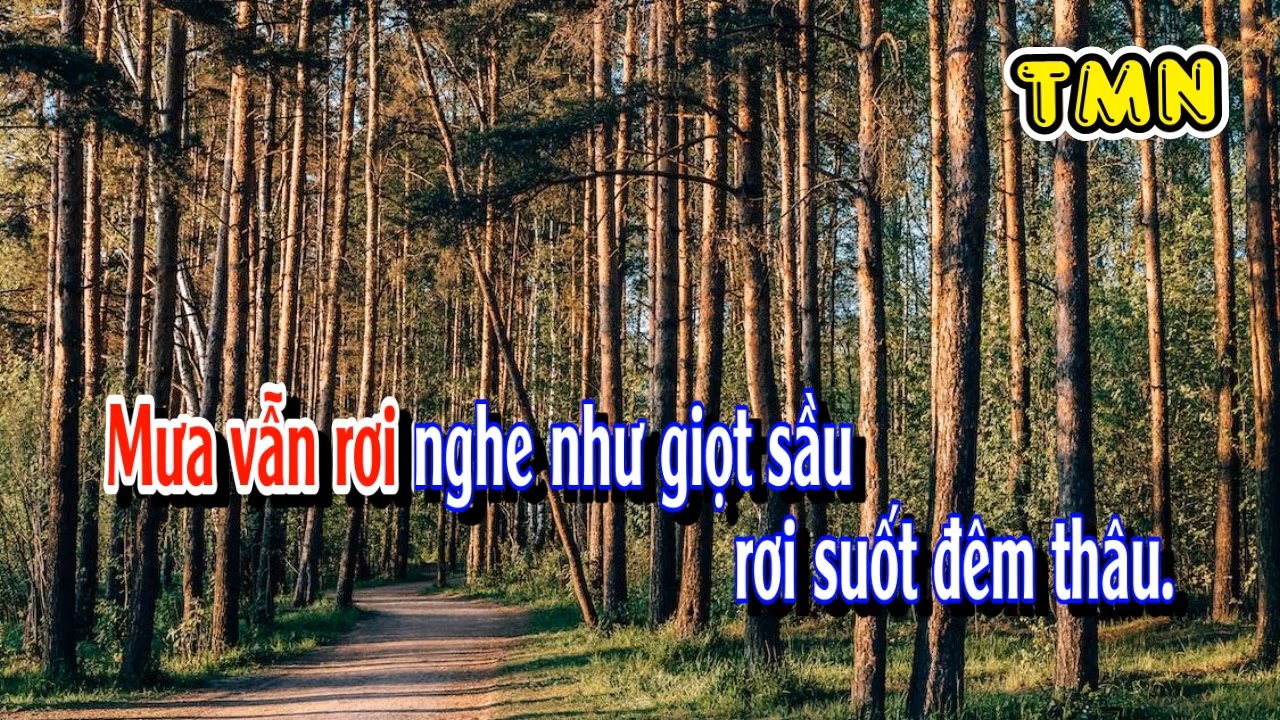 TMN
Mưa vẫn rơi nghe như giọt sầu
rơi suốt đêm thâu.